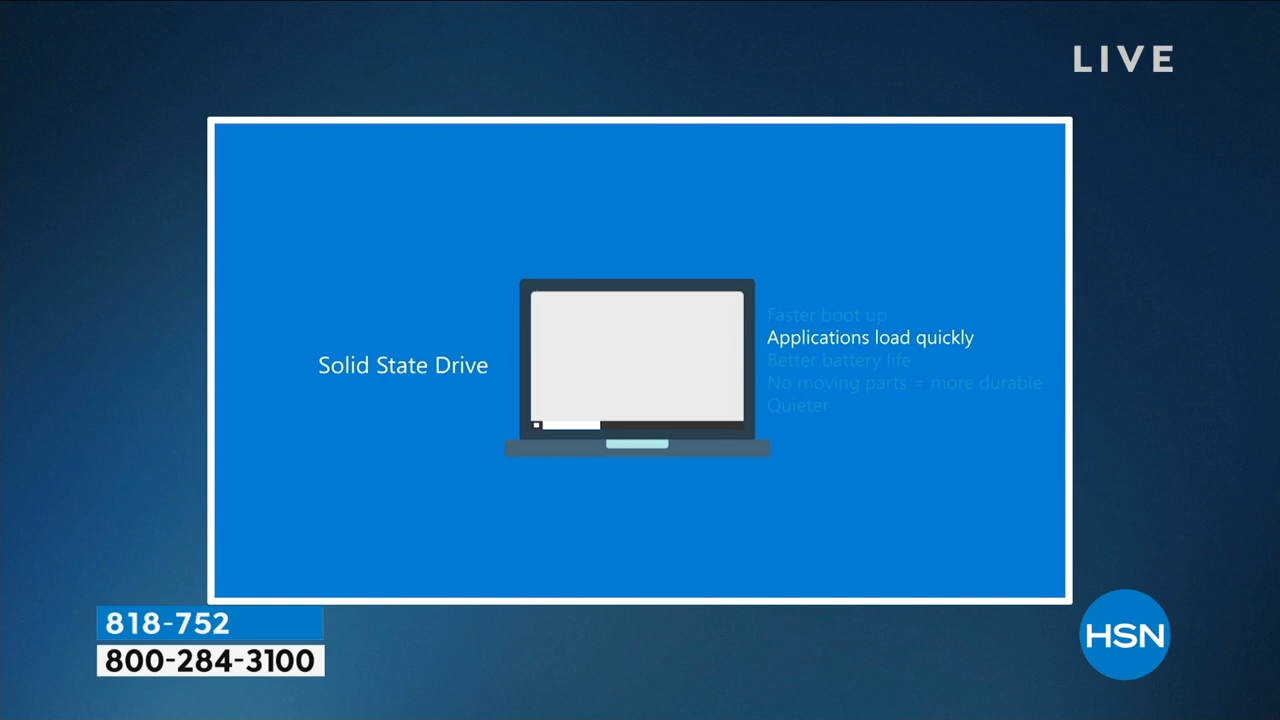 LIVE
Faster boot up
Applications load quickly
Solid State Drive
Better battery life
No moving parts = more durable
Quieter
818-752
800-284-3100
HSN